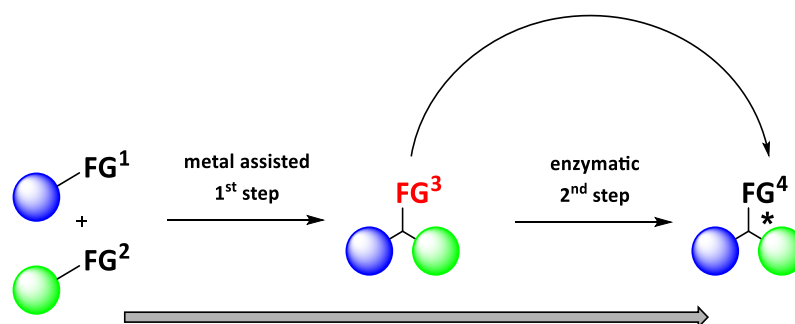 FG¹
+
FG²
metal assisted
1ˢᵗ step
FG³
enzymatic
2ⁿᵈ step
FG⁴
*